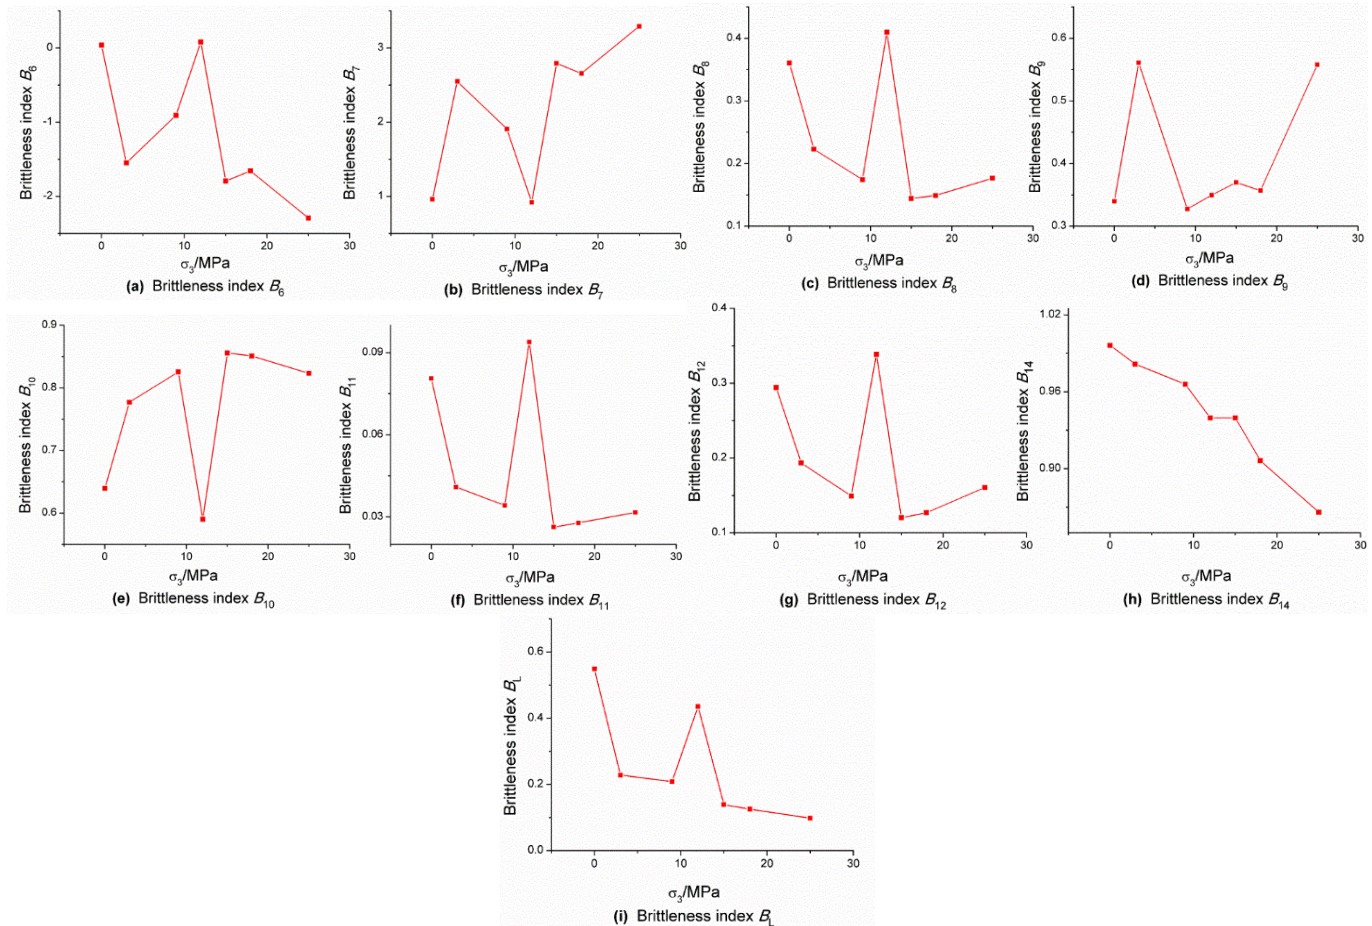 Brittleness index B6
0
-1
-2
0 10 20 30
σ3/MPa
(a) Brittleness index B6
Brittleness index B7
3
2
1
0 10 20 30
σ3/MPa
(b) Brittleness index B7
Brittleness index B8
0.4
0.3
0.2
0.1
0 10 20 30
σ3/MPa
(c) Brittleness index B8
Brittleness index B9
0.6
0.5
0.4
0.3
0 10 20 30
σ3/MPa
(d) Brittleness index B9
Brittleness index B10
0.9
0.8
0.7
0.6
0 10 20 30
σ3/MPa
(e) Brittleness index B10
Brittleness index B11
0.09
0.06
0.03
0 10 20 30
σ3/MPa
(f) Brittleness index B11
Brittleness index B12
0.4
0.3
0.2
0.1
0 10 20 30
σ3/MPa
(g) Brittleness index B12
Brittleness index B14
1.02
0.96
0.90
0 10 20 30
σ3/MPa
(h) Brittleness index B14
Brittleness index BL
0.6
0.4
0.2
0.0
0 10 20 30
σ3/MPa
(i) Brittleness index BL